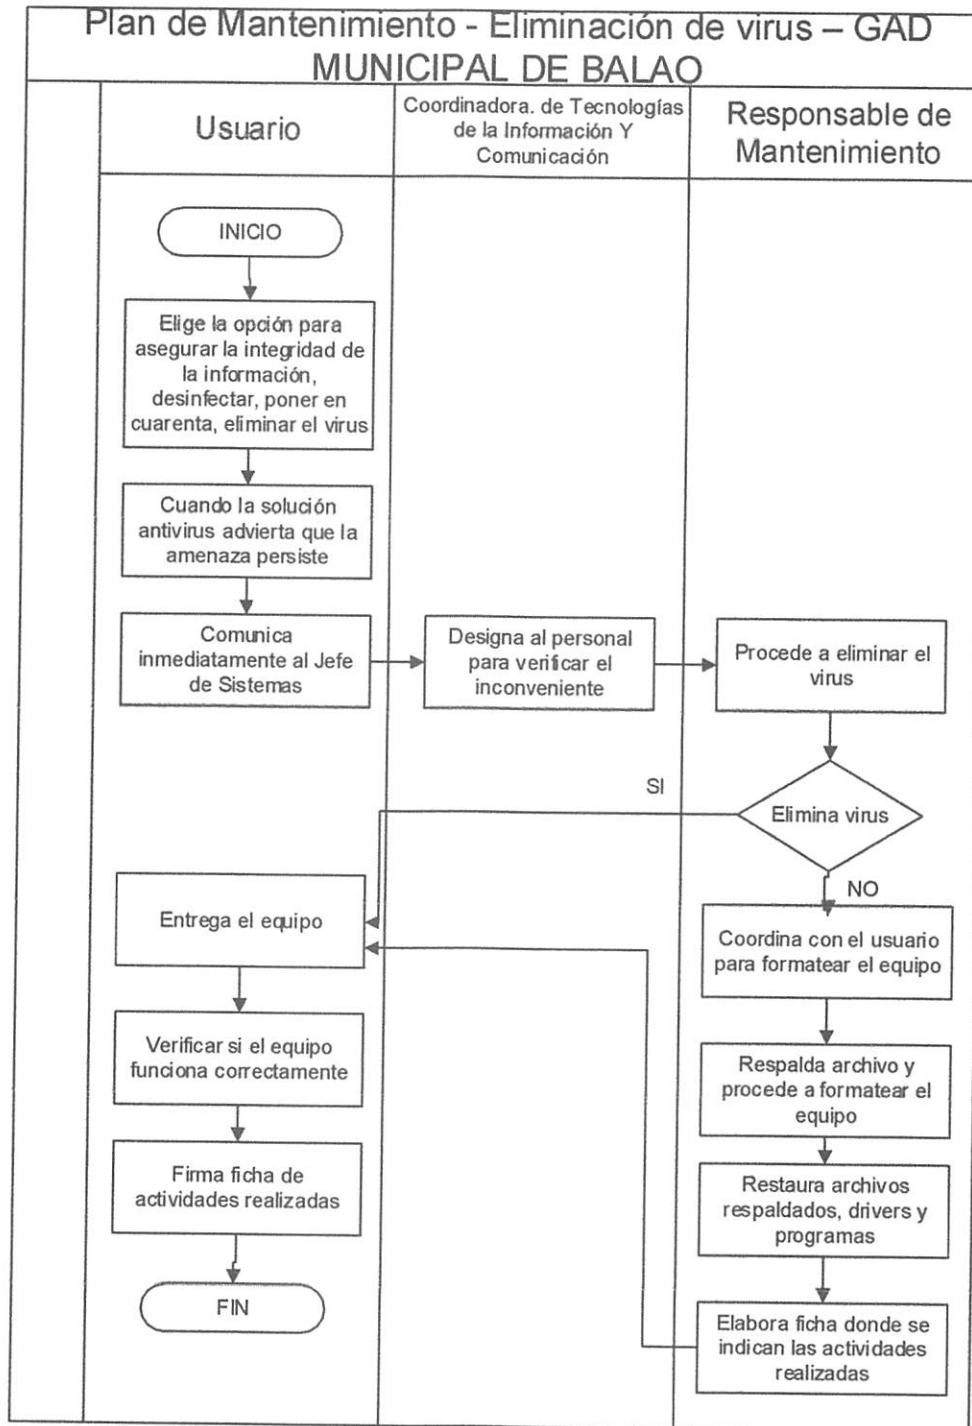 Plan de Mantenimiento - Eliminación de virus – GAD
MUNICIPAL DE BALAO
Usuario
Coordinadora. de Tecnologías
de la Información Y
Comunicación
Responsable de
Mantenimiento
INICIO
Elige la opción para
asegurar la integridad de
la información,
desinfectar, poner en
cuarenta, eliminar el virus
Cuando la solución
antivirus advierta que la
amenaza persiste
Comunica
inmediatamente al Jefe
de Sistemas
Designa al personal
para verificar el
inconveniente
Procede a eliminar el
virus
Elimina virus
SI
NO
Entrega el equipo
Coordina con el usuario
para formatear el equipo
Verificar si el equipo
funciona correctamente
Respalda archivo y
procede a formatear el
equipo
Firma ficha de
actividades realizadas
Restaura archivos
respaldados, drivers y
programas
FIN
Elabora ficha donde se
indican las actividades
realizadas